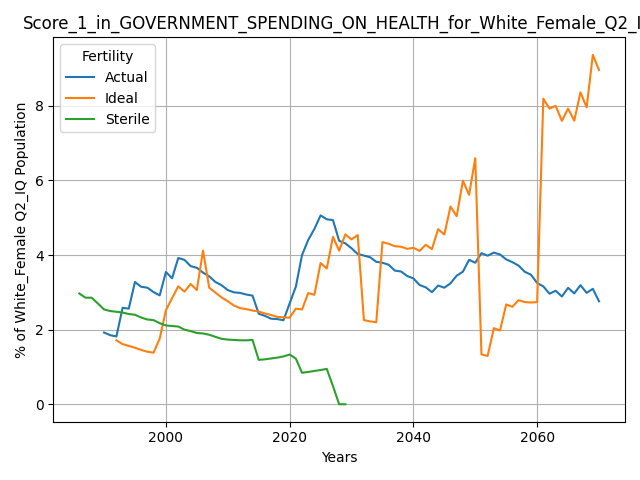 Score_1_in_GOVERNMENT_SPENDING_ON_HEALTH_for_White_Female_Q2_I
Fertility
Actual
Ideal
Sterile
% of White_Female Q2_IQ Population
8
6
4
2
0
2000 2020 2040 2060
Years